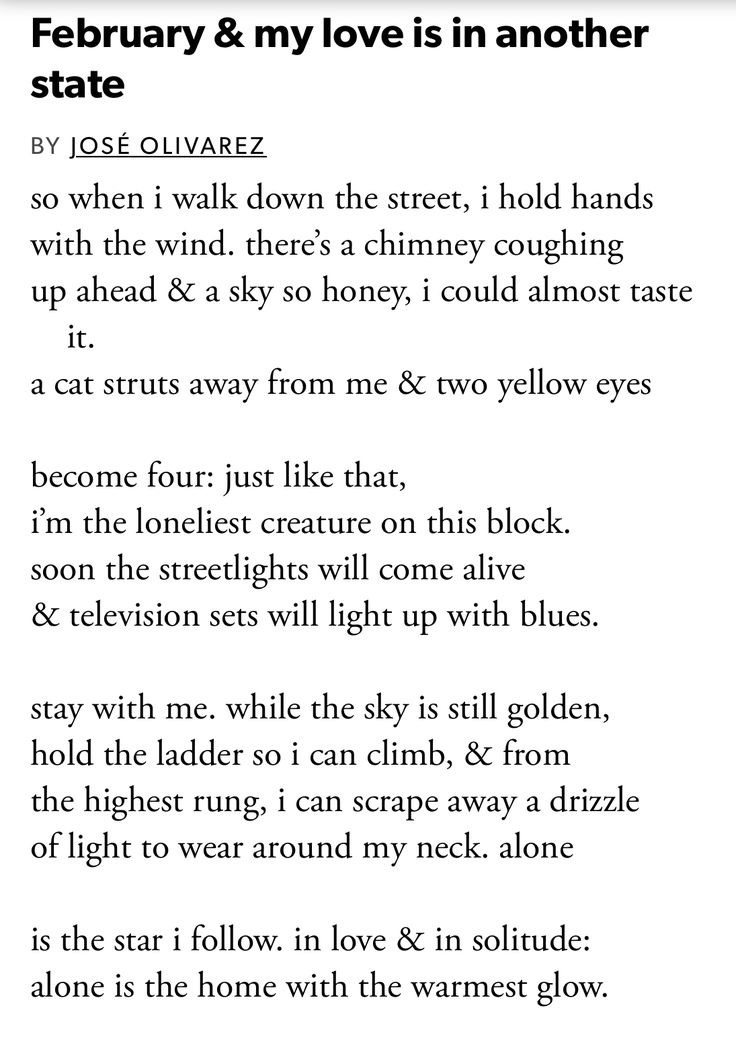 February & my love is in another
state
BY JOSÉ OLIVAREZ
so when i walk down the street, i hold hands
with the wind. there’s a chimney coughing
up ahead & a sky so honey, i could almost taste
it.
a cat struts away from me & two yellow eyes
become four: just like that,
i’m the loneliest creature on this block.
soon the streetlights will come alive
& television sets will light up with blues.
stay with me. while the sky is still golden,
hold the ladder so i can climb, & from
the highest rung, i can scrape away a drizzle
of light to wear around my neck. alone
is the star i follow. in love & in solitude:
alone is the home with the warmest glow.